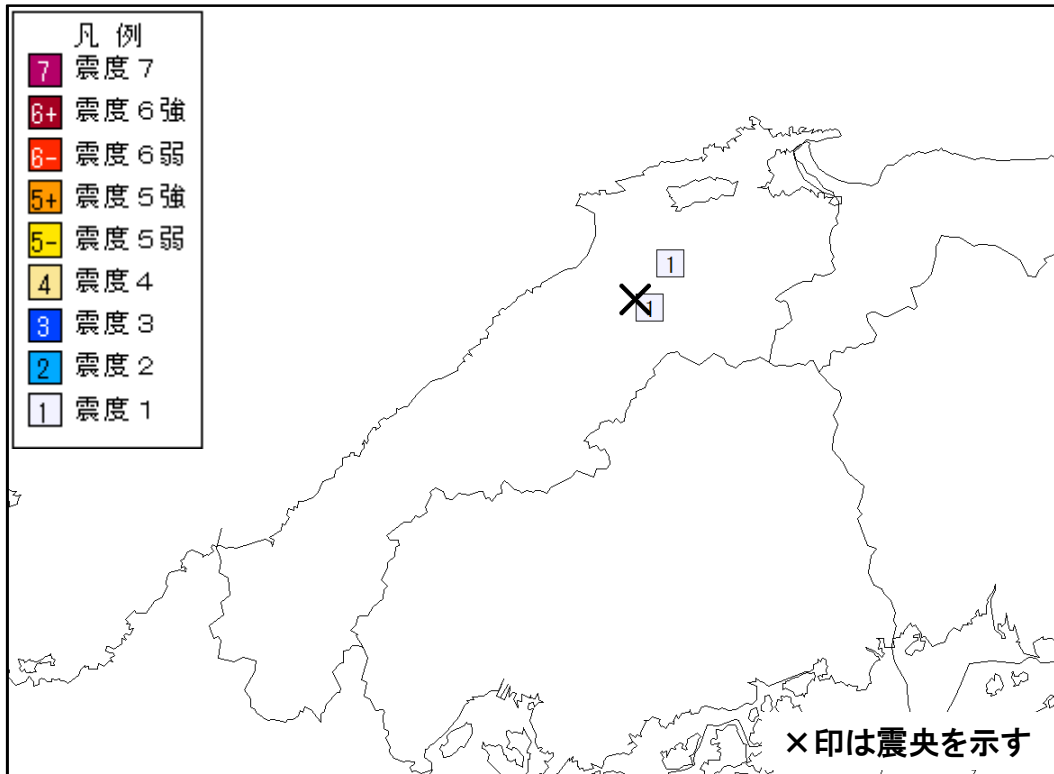 凡 例
7 震度７
6+ 震度６強
6- 震度６弱
5+ 震度５強
5- 震度５弱
4 震度４
3 震度３
2 震度２
1 震度１
1
1
×印は震央を示す